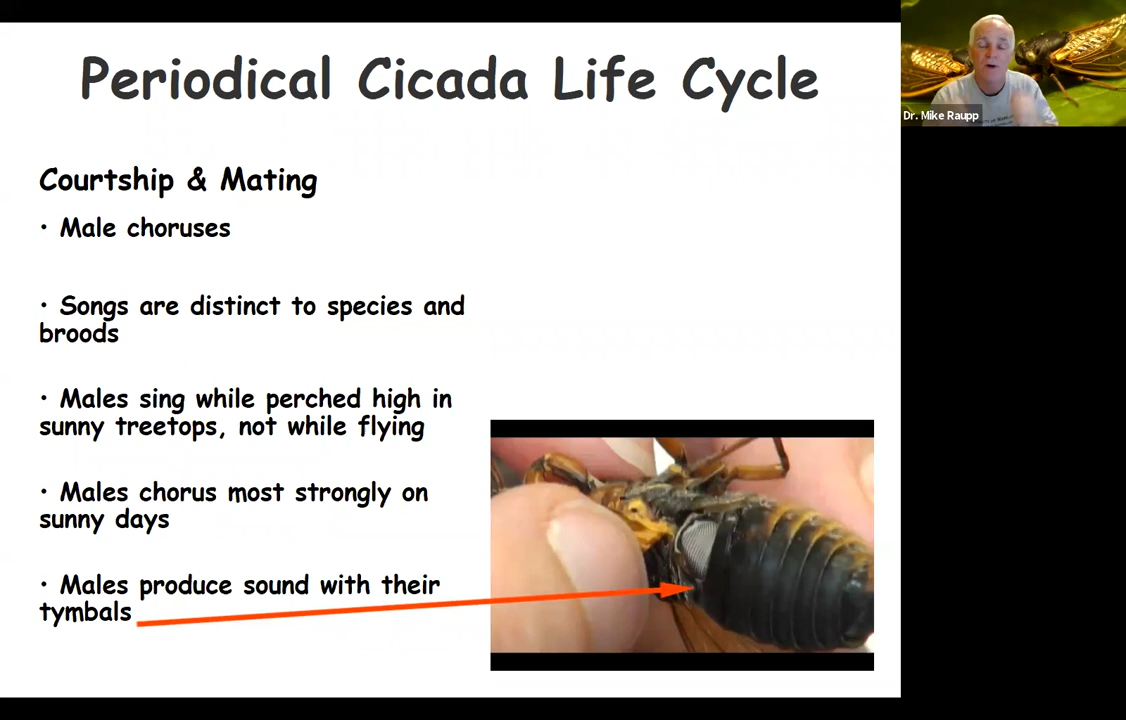 Periodical Cicada Life Cycle
Dr. Mike Raupp
Courtship & Mating
• Male choruses
• Songs are distinct to species and
broods
• Males sing while perched high in
sunny treetops, not while flying
• Males chorus most strongly on
sunny days
• Males produce sound with their
tymbals